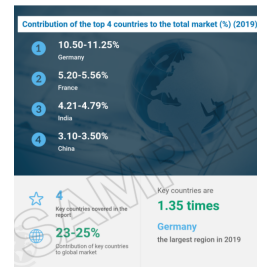 Contribution of the top 4 countries to the total market (%) (2019)
1
10.50-11.25%
Germany
2
5.20-5.56%
France
3
4.21-4.79%
India
4
3.10-3.50%
China
4
Key countries covered in the
report
23-25%
Contribution of key countries
to global market
Key countries are
1.35 times
Germany
the largest region in 2019
SAMPLE